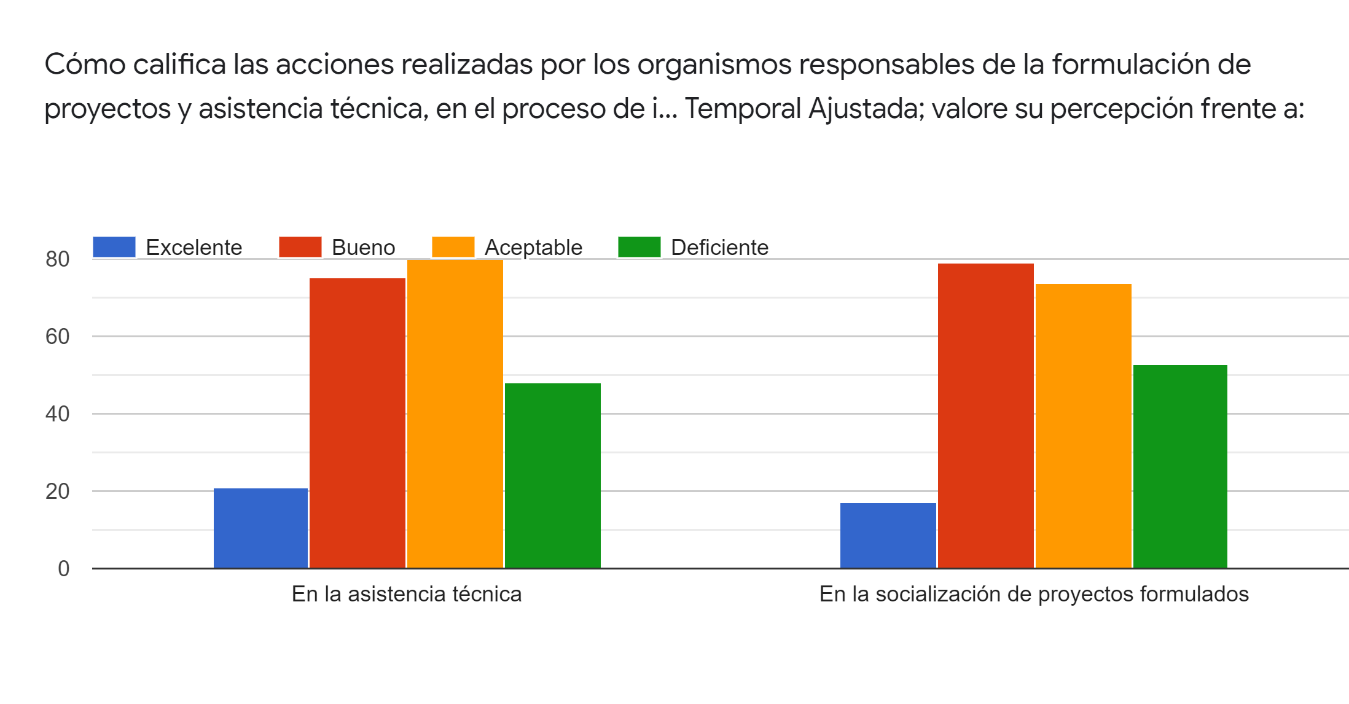 Cómo califica las acciones realizadas por los organismos responsables de la formulación de
proyectos y asistencia técnica, en el proceso de i... Temporal Ajustada; valore su percepción frente a:
Excelente Bueno Aceptable Deficiente
80
60
40
20
0
En la asistencia técnica En la socialización de proyectos formulados